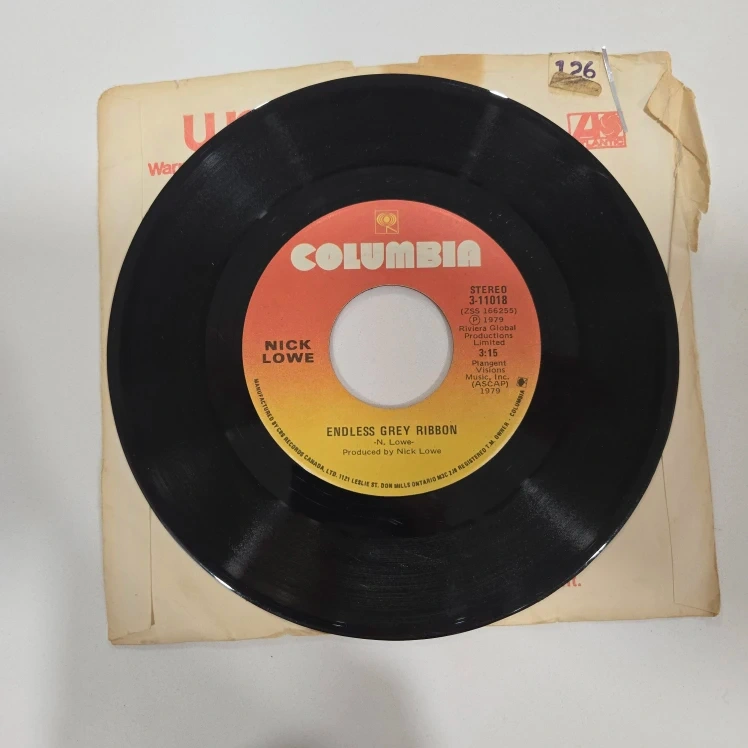 126
ATLANTIC
COLUMBIA
STEREO
3-11018
(ZSS 166255)
Ⓟ 1979
Riviera Global
Productions
Limited
3:15
Plangent
Visions
Music, Inc.
(ASCAP)
1979
NICK
LOWE
ENDLESS GREY RIBBON
-N. Lowe-
Produced by Nick Lowe
MANUFACTURED BY CBS RECORDS CANADA, LTD. 1121 LESLIE ST. DON MILLS ONTARIO M3C 2J9 REGISTERED T.M. OWNER - COLUMBIA